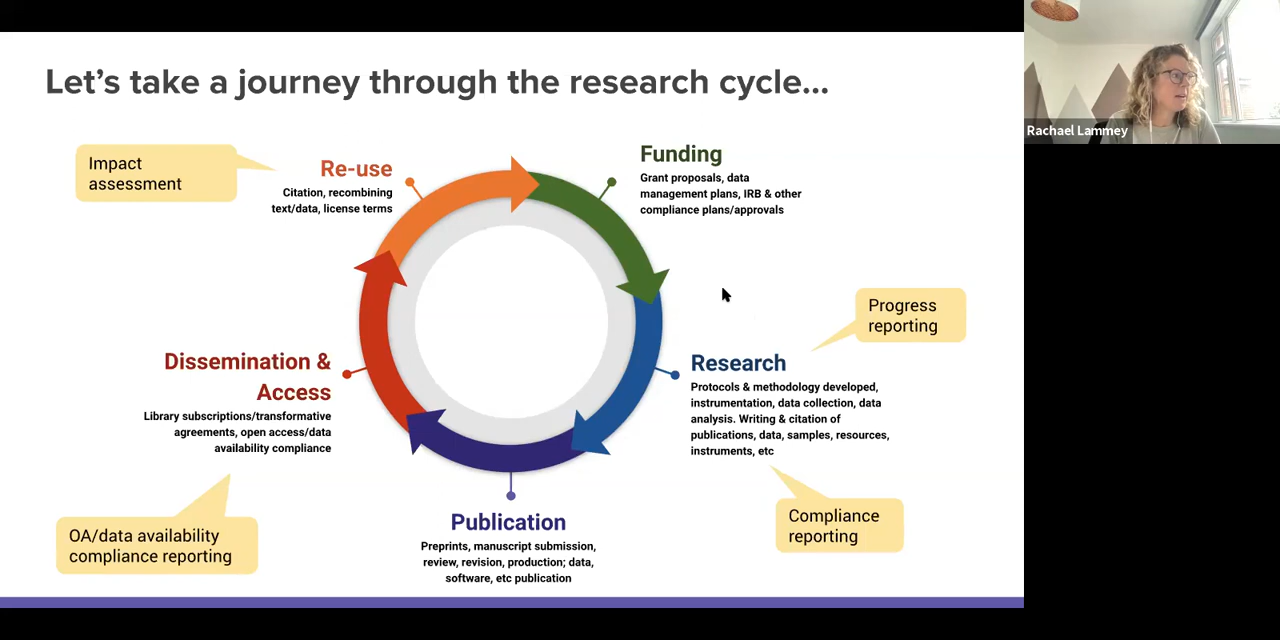 Let's take a journey through the research cycle...
Impact
assessment
Re-use
Citation, recombining
text/data, license terms
Funding
Grant proposals, data
management plans, IRB & other
compliance plans/approvals
Progress
reporting
Research
Protocols & methodology developed,
instrumentation, data collection, data
analysis. Writing & citation of
publications, data, samples, resources,
instruments, etc
Compliance
reporting
Publication
Preprints, manuscript submission,
review, revision, production; data,
software, etc publication
Dissemination &
Access
Library subscriptions/transformative
agreements, open access/data
availability compliance
OA/data availability
compliance reporting
Rachael Lammey